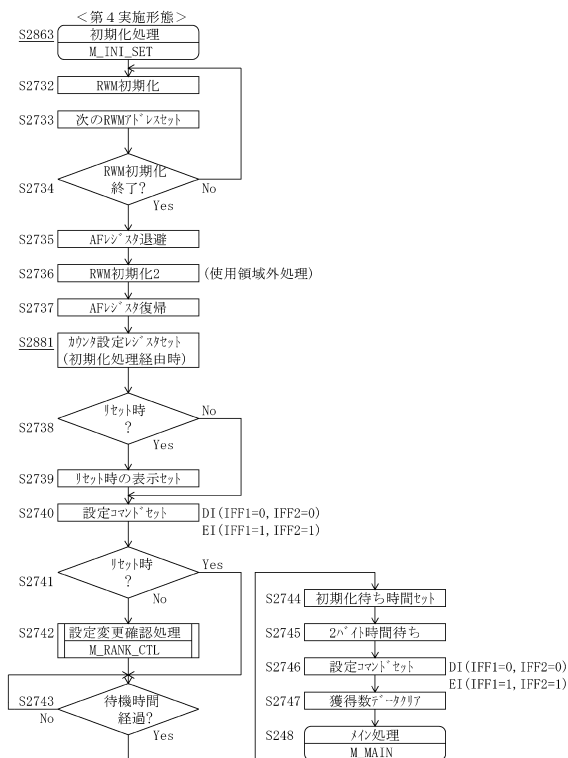 ＜第４実施形態＞
S2863 初期化処理
M_INI_SET
S2732 RWM初期化
S2733 次のRWMｱﾄﾞﾚｽｾｯﾄ
RWM初期化
S2734 終了? No
Yes
S2735 AFﾚｼﾞｽﾀ退避
S2736 RWM初期化2 (使用領域外処理)
S2737 AFﾚｼﾞｽﾀ復帰
S2881 ｶｳﾝﾀ設定ﾚｼﾞｽﾀｾｯﾄ
(初期化処理経由時)
ﾘｾｯﾄ時 No
S2738 ?
Yes
S2739 ﾘｾｯﾄ時の表示ｾｯﾄ
S2740 設定ｺﾏﾝﾄﾞｾｯﾄ DI(IFF1=0, IFF2=0)
EI(IFF1=1, IFF2=1)
ﾘｾｯﾄ時 Yes
S2741 ?
No
S2742 設定変更確認処理
M_RANK_CTL
S2743 待機時間
No 経過?
Yes
S2744 初期化待ち時間ｾｯﾄ
S2745 2ﾊﾞｲﾄ時間待ち
S2746 設定ｺﾏﾝﾄﾞｾｯﾄ DI(IFF1=0, IFF2=0)
EI(IFF1=1, IFF2=1)
S2747 獲得数ﾃﾞｰﾀｸﾘｱ
S248 ﾒｲﾝ処理
M_MAIN